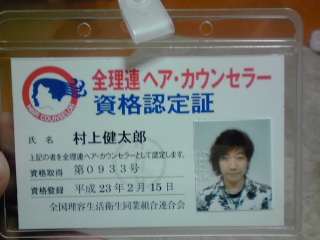 HAIR COUNSELOR
全理連 ヘア・カウンセラー
資格認定証
氏名 村上健太郎
上記の者を全理連ヘア・カウンセラーとして認定します。
資格取得 第0933号
資格登録 平成23年2月15日
全国理容生活衛生同業組合連合会